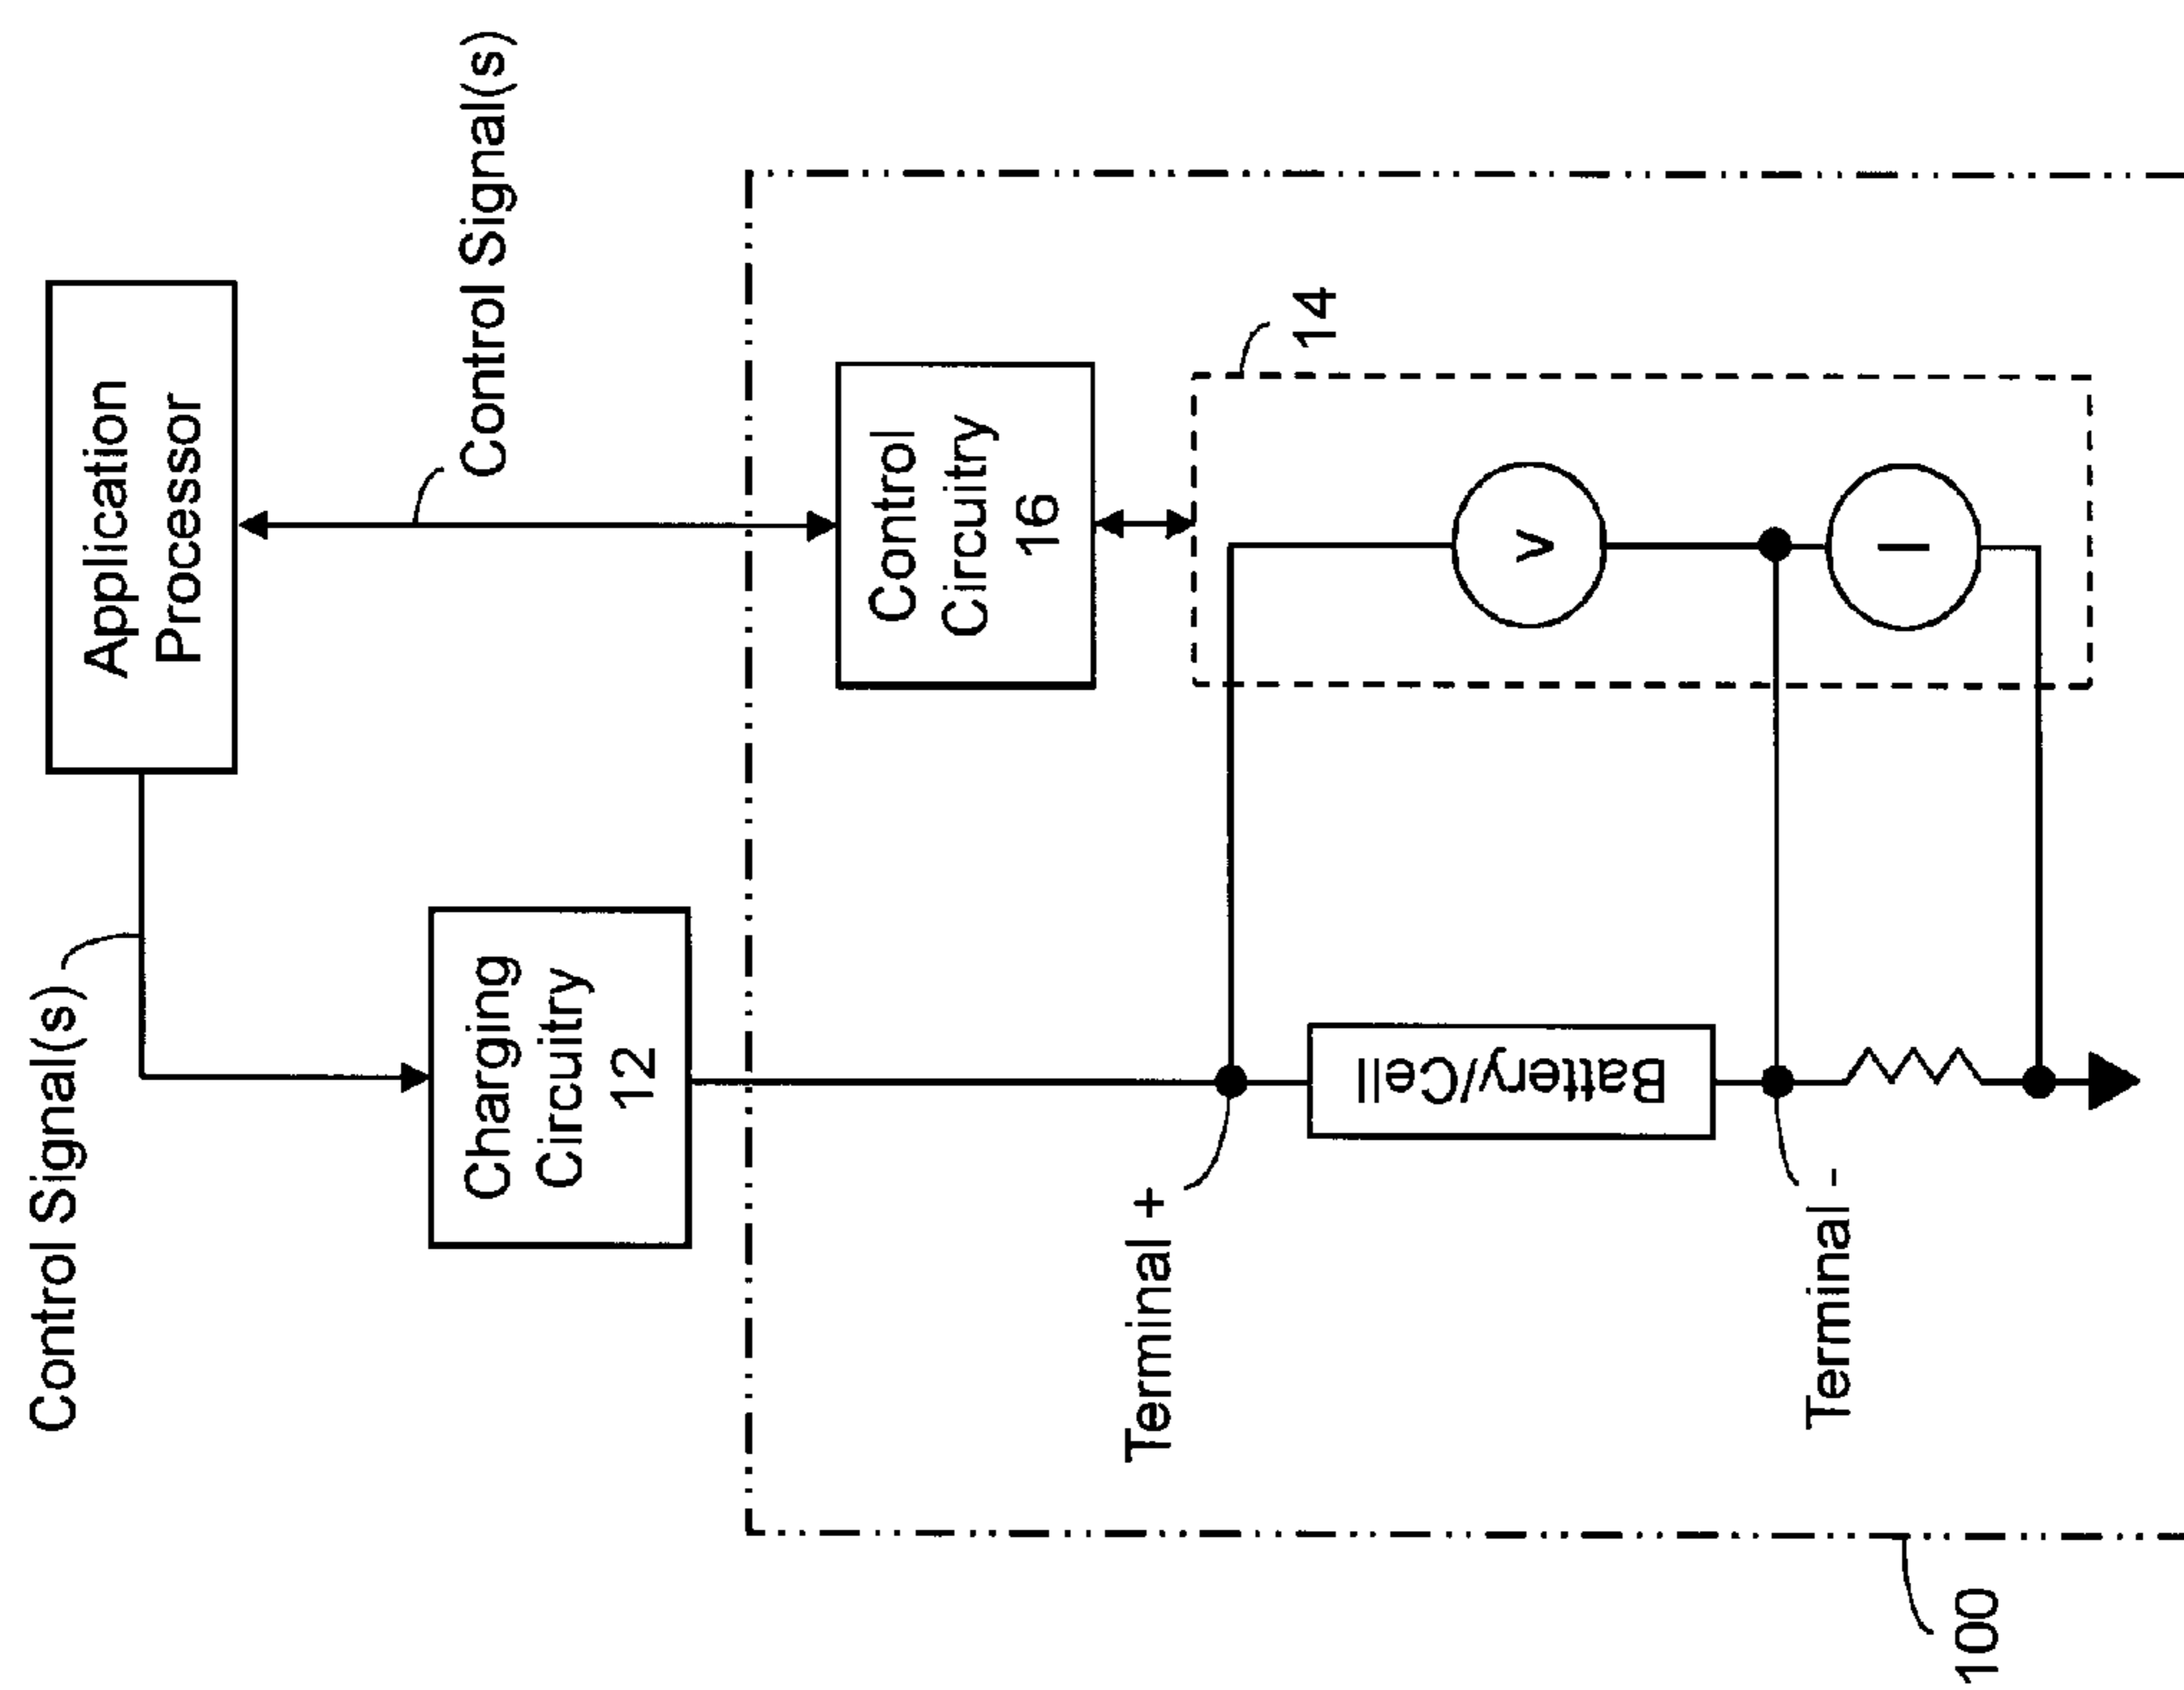 Control Signal(s)
Application
Processor
Control Signal(s)
Charging
Circuitry
12
Control
Circuitry
16
14
Terminal +
Battery/Cell
V
Terminal -
I
100